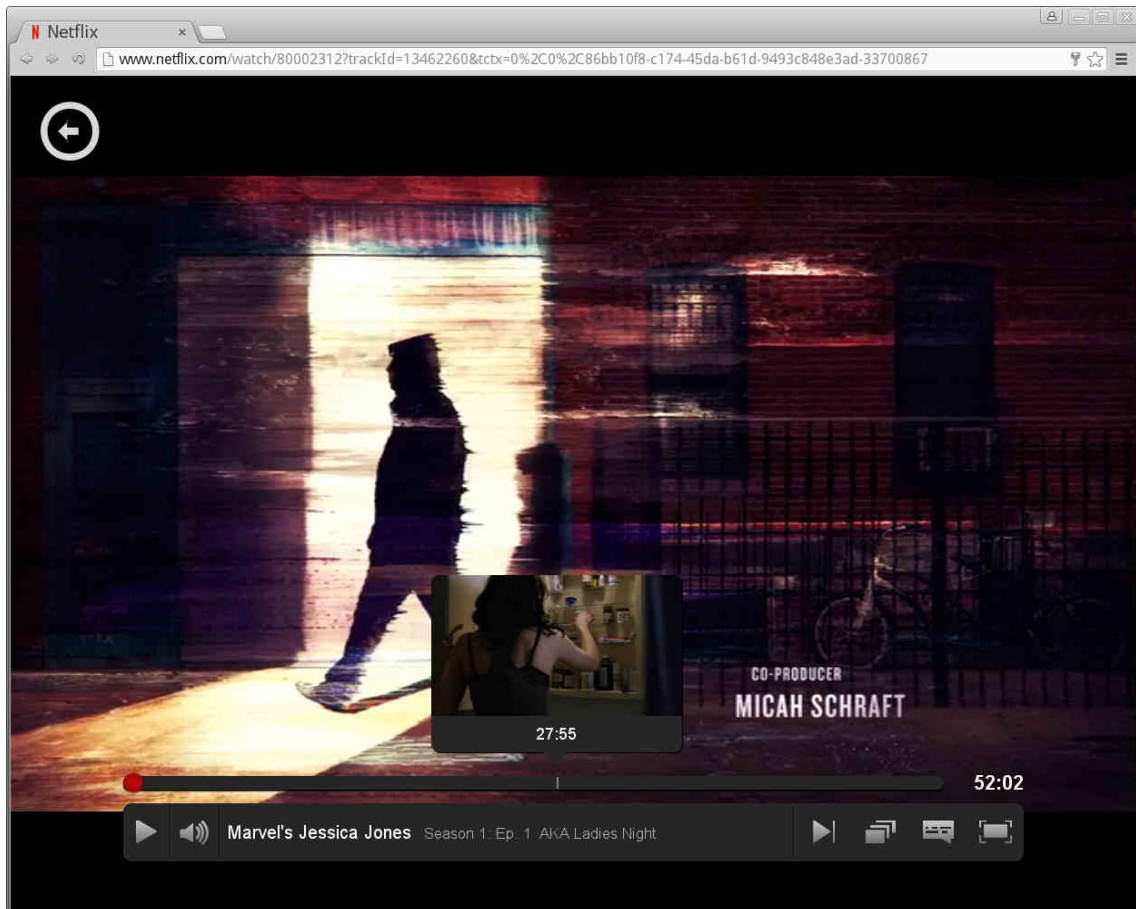 Netflix
www.netflix.com/watch/80002312?trackId=13462260&tctx=0%2C0%2C86bb10f8-c174-45da-b61d-9493c848e3ad-33700867
CO-PRODUCER
MICAH SCHRAFT
27:55
52:02
Marvel's Jessica Jones Season 1: Ep. 1 AKA Ladies Night